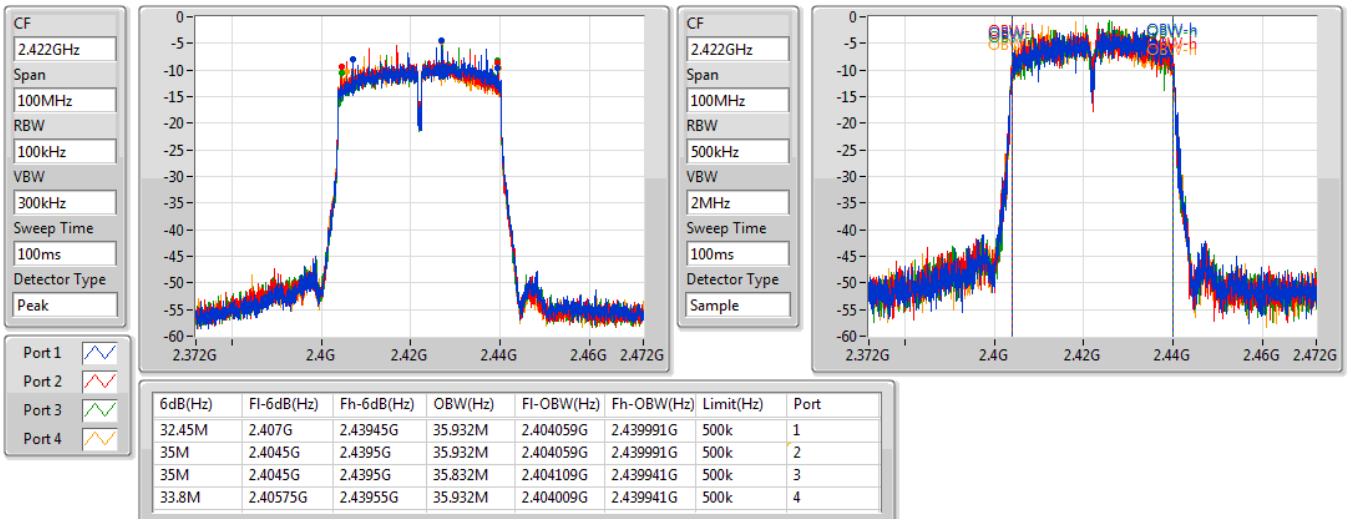 CF
2.422GHz
Span
100MHz
RBW
100kHz
VBW
300kHz
Sweep Time
100ms
Detector Type
Peak
0
-5
-10
-15
-20
-25
-30
-35
-40
-45
-50
-55
-60
2.372G 2.4G 2.42G 2.44G 2.46G 2.472G
CF
2.422GHz
Span
100MHz
RBW
500kHz
VBW
2MHz
Sweep Time
100ms
Detector Type
Sample
0
-5
-10
-15
-20
-25
-30
-35
-40
-45
-50
-55
-60
OBW-l
OBW-h
OBW-h
2.372G 2.4G 2.42G 2.44G 2.46G 2.472G
Port 1
Port 2
Port 3
Port 4
6dB(Hz) Fl-6dB(Hz) Fh-6dB(Hz) OBW(Hz) Fl-OBW(Hz) Fh-OBW(Hz) Limit(Hz) Port
32.45M 2.407G 2.43945G 35.932M 2.404059G 2.439991G 500k 1
35M 2.4045G 2.4395G 35.932M 2.404059G 2.439991G 500k 2
35M 2.4045G 2.4395G 35.832M 2.404109G 2.439941G 500k 3
33.8M 2.40575G 2.43955G 35.932M 2.404009G 2.439941G 500k 4